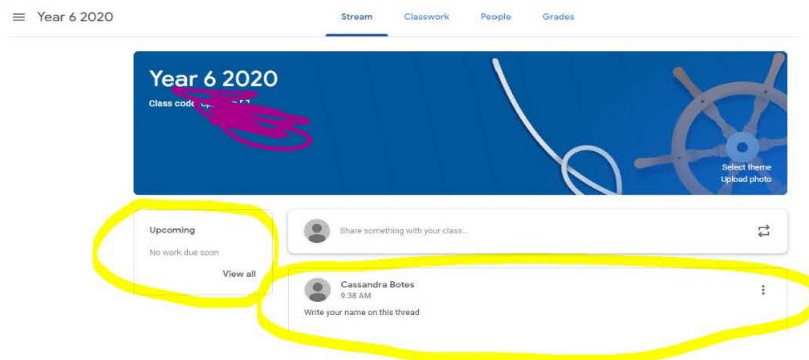 Year 6 2020
Stream Classwork People Grades
Year 6 2020
Class code
Select theme
Upload photo
Upcoming
No work due soon
View all
Share something with your class...
Cassandra Botes
9:38 AM
Write your name on this thread